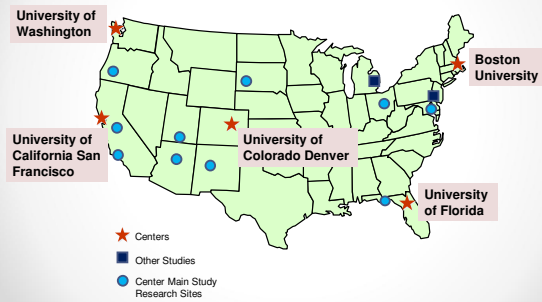 University of
Washington
Boston
University
University of
California San
Francisco
University of
Colorado Denver
University
of Florida
Centers
Other Studies
Center Main Study
Research Sites